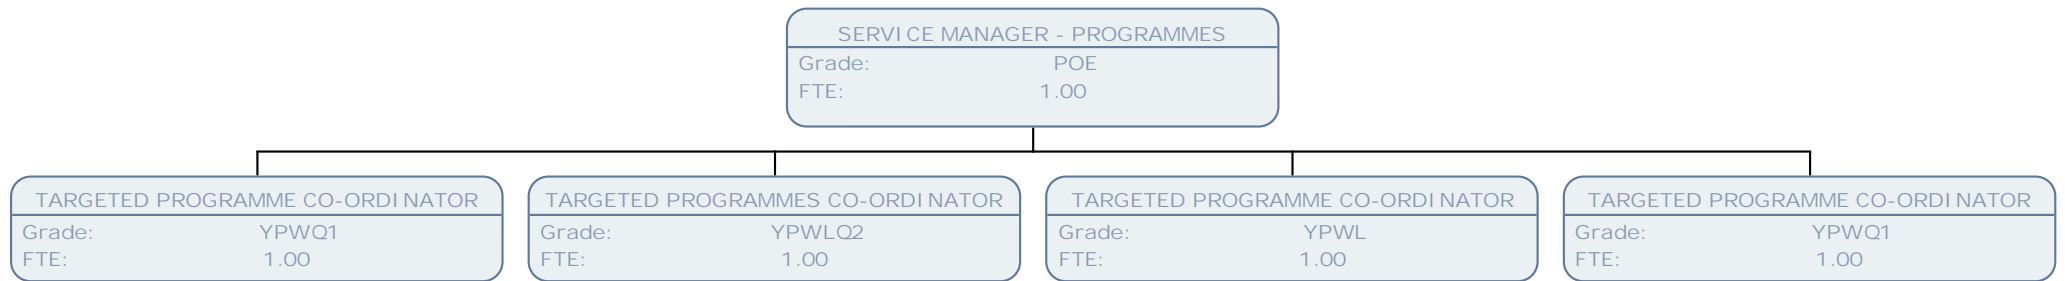 SERVICE MANAGER - PROGRAMMES
Grade: POE
FTE: 1.00
TARGETED PROGRAMME CO-ORDINATOR
Grade: YPWQ1
FTE: 1.00
TARGETED PROGRAMMES CO-ORDINATOR
Grade: YPWLQ2
FTE: 1.00
TARGETED PROGRAMME CO-ORDINATOR
Grade: YPWL
FTE: 1.00
TARGETED PROGRAMME CO-ORDINATOR
Grade: YPWQ1
FTE: 1.00